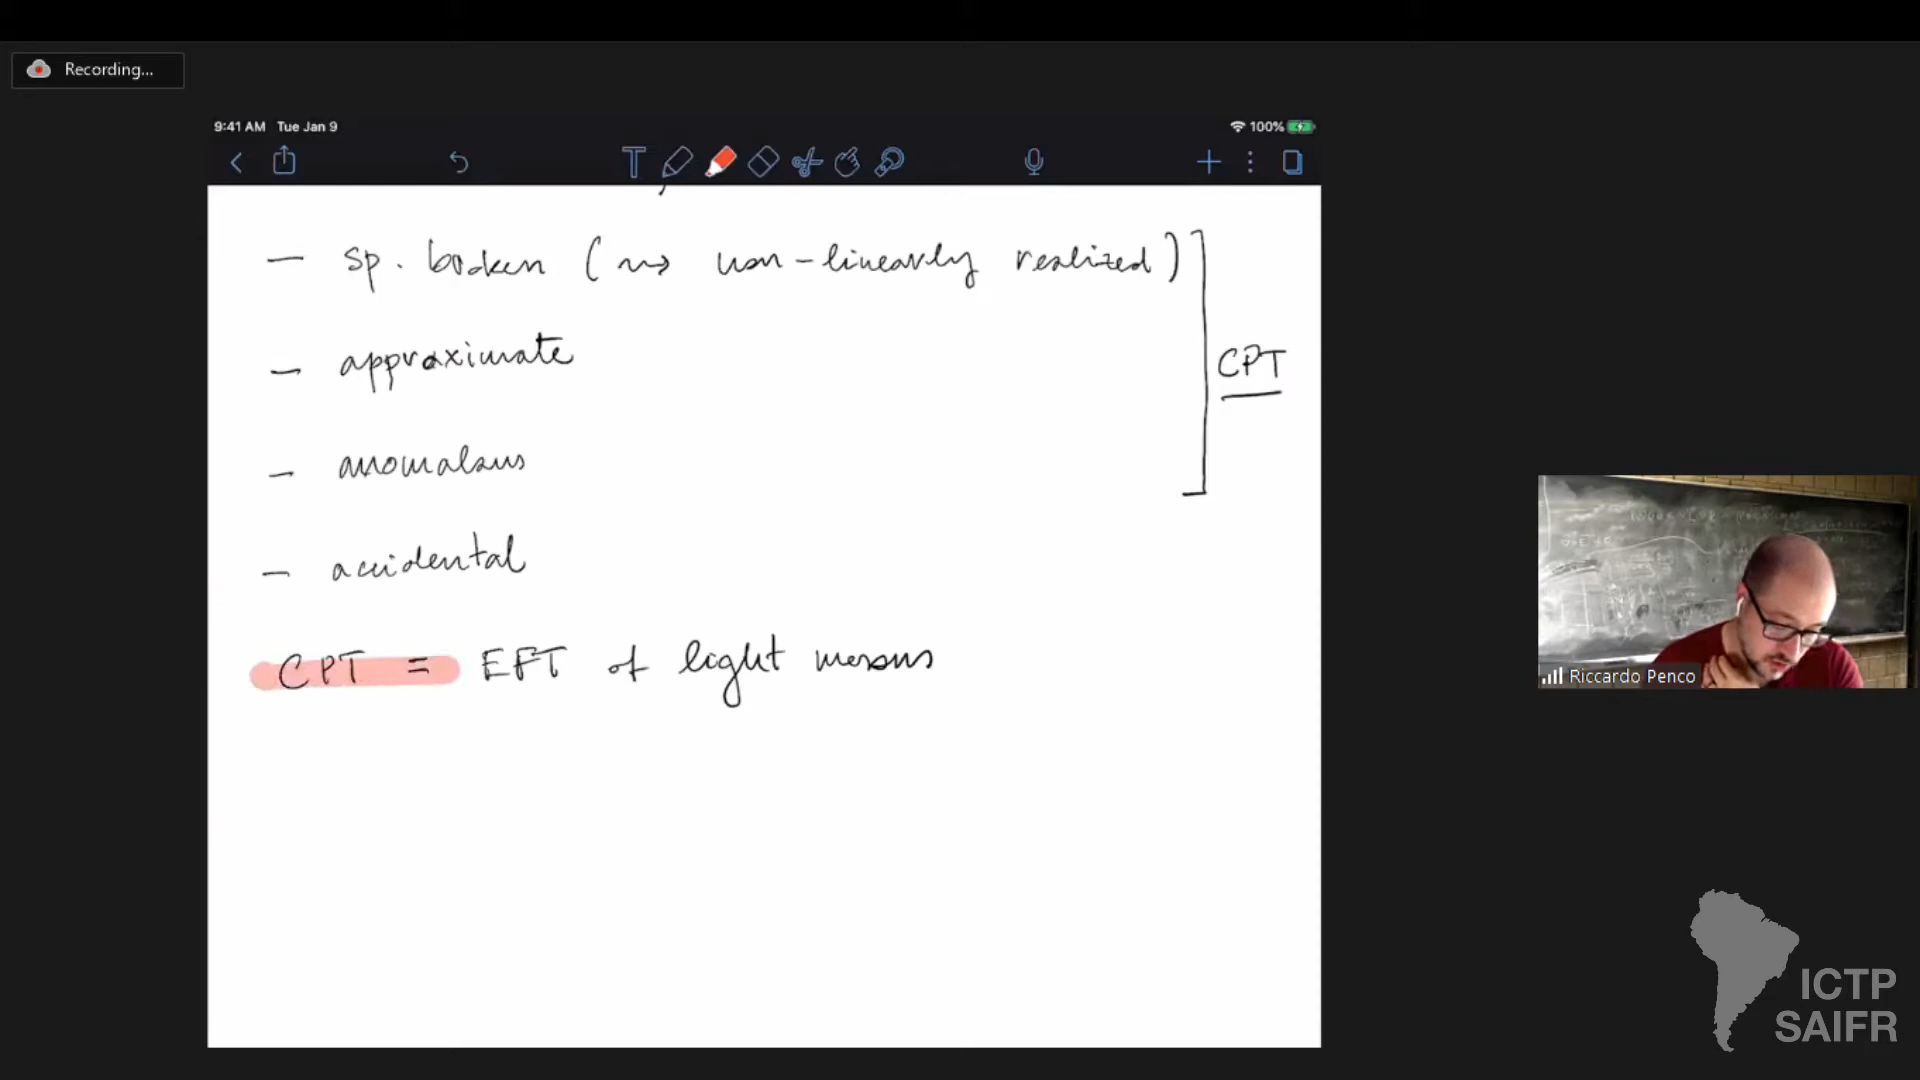 Recording...
9:41 AM Tue Jan 9
100%
— sp. broken (⇝ non-linearly realized)
— approximate
CPT
— anomalous
— accidental
CPT = EFT of light mesons
Riccardo Penco
ICTP
SAIFR